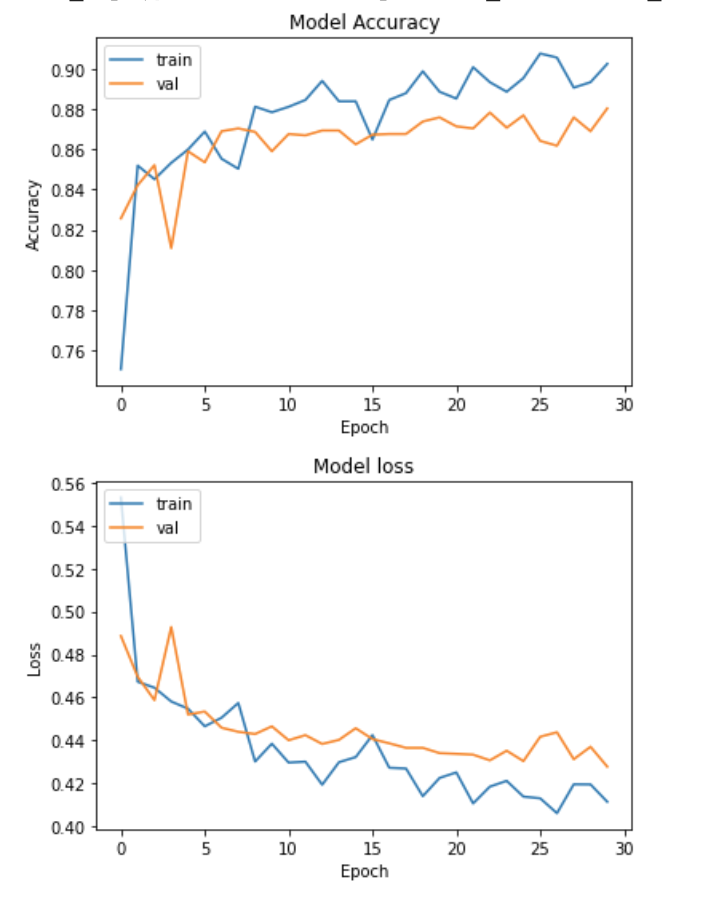 Model Accuracy
train
val
0.90
0.88
0.86
0.84
0.82
0.80
0.78
0.76
Accuracy
0 5 10 15 20 25 30
Epoch
Model loss
train
val
0.56
0.54
0.52
0.50
0.48
0.46
0.44
0.42
0.40
Loss
0 5 10 15 20 25 30
Epoch